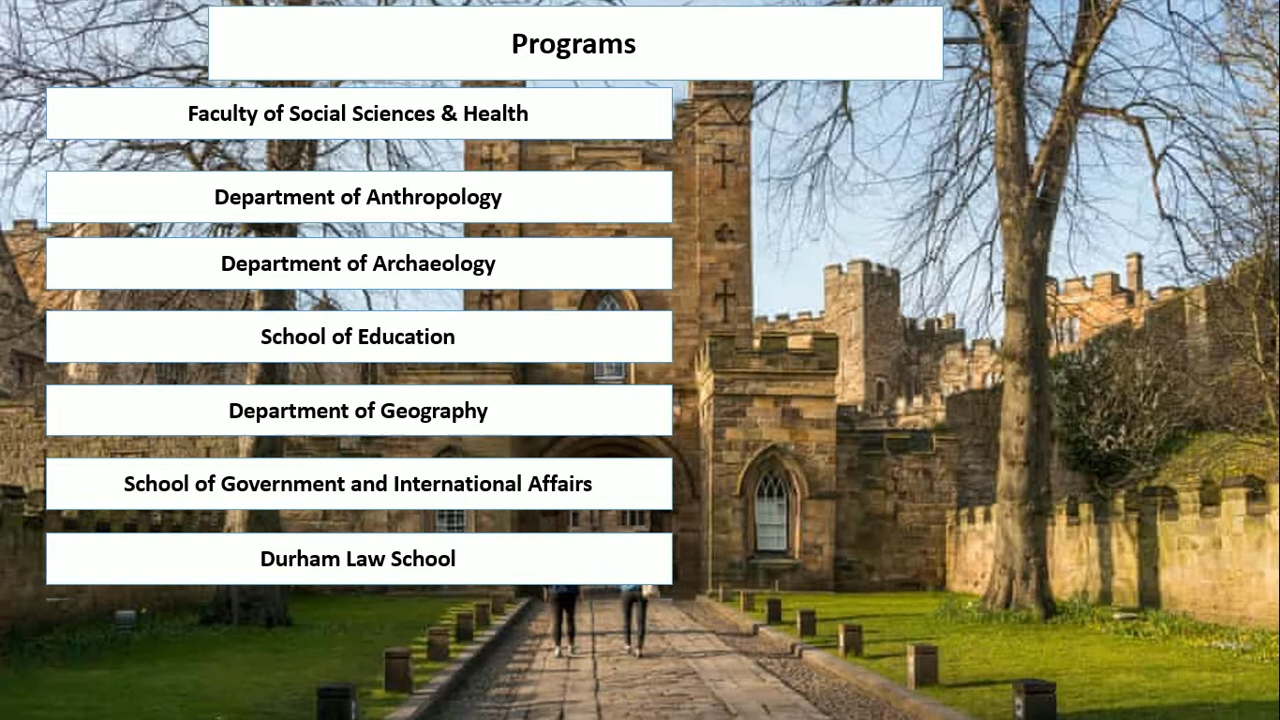 Programs
Faculty of Social Sciences & Health
Department of Anthropology
Department of Archaeology
School of Education
Department of Geography
School of Government and International Affairs
Durham Law School